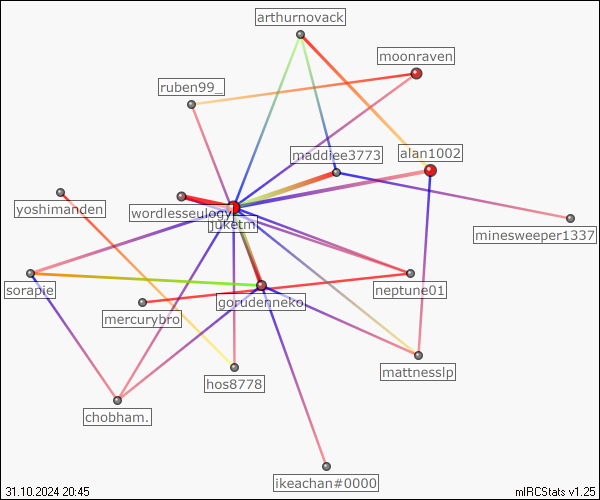 arthurnovack
moonraven
ruben99_
maddiee3773
alan1002
yoshimanden
wordlesseulogy
juketm
minesweeper1337
sorapie
mercurybro
gorudenneko
neptune01
hos8778
mattnesslp
chobham.
ikeachan#0000
31.10.2024 20:45
mIRCStats v1.25